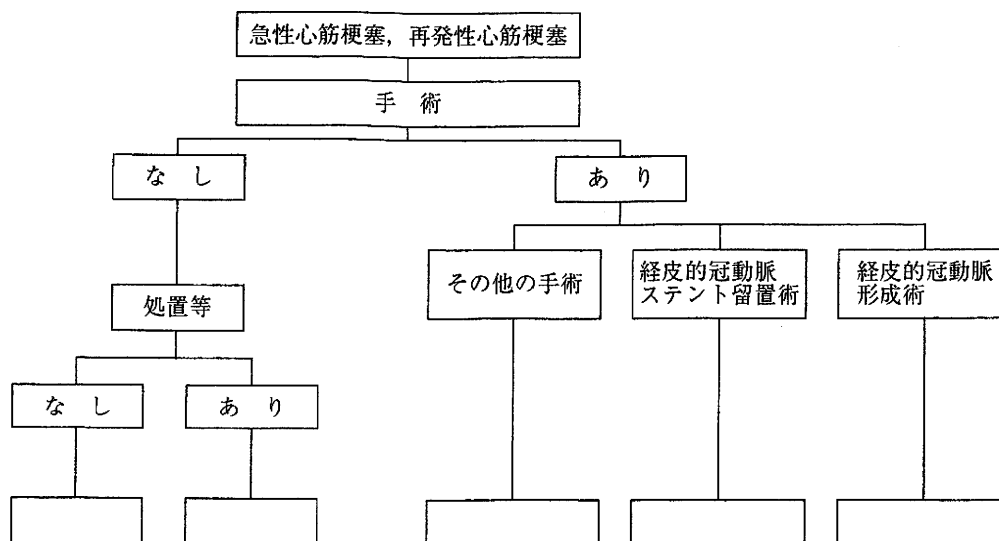 急性心筋梗塞，再発性心筋梗塞
手　術
な　し
あ　り
その他の手術
経皮的冠動脈
ステント留置術
経皮的冠動脈
形成術
処置等
な　し
あ　り